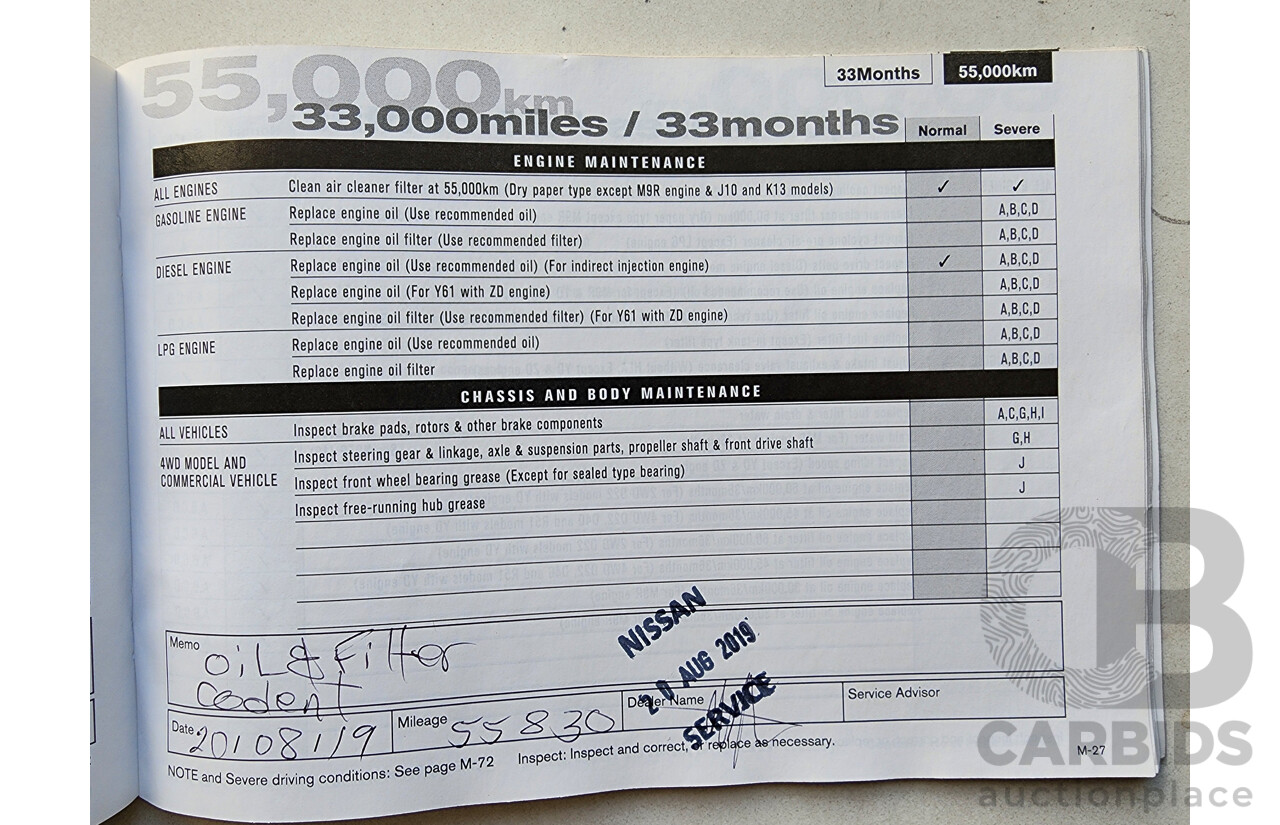 55,000km
33Months
55,000km
33,000miles / 33months
Normal
Severe
ENGINE MAINTENANCE
ALL ENGINES Clean air cleaner filter at 55,000km (Dry paper type except M9R engine & J10 and K13 models) ✓ ✓
GASOLINE ENGINE Replace engine oil (Use recommended oil) A,B,C,D
Replace engine oil filter (Use recommended filter) A,B,C,D
DIESEL ENGINE Replace engine oil (Use recommended oil) (For indirect injection engine) ✓ A,B,C,D
Replace engine oil (For Y61 with ZD engine) A,B,C,D
Replace engine oil filter (Use recommended filter) (For Y61 with ZD engine) A,B,C,D
LPG ENGINE Replace engine oil (Use recommended oil) A,B,C,D
Replace engine oil filter A,B,C,D
CHASSIS AND BODY MAINTENANCE
ALL VEHICLES Inspect brake pads, rotors & other brake components A,C,G,H,I
Inspect steering gear & linkage, axle & suspension parts, propeller shaft & front drive shaft G,H
4WD MODEL AND
COMMERCIAL VEHICLE
Inspect front wheel bearing grease (Except for sealed type bearing) J
Inspect free-running hub grease J
Memo
oil & Filter
NISSAN
20 AUG 2019
SERVICE
Date 20/08/19
Mileage 55830
Dealer Name
Service Advisor
NOTE and Severe driving conditions: See page M-72 Inspect: Inspect and correct, or replace as necessary.
M-27
CARBIDS
auctionplace